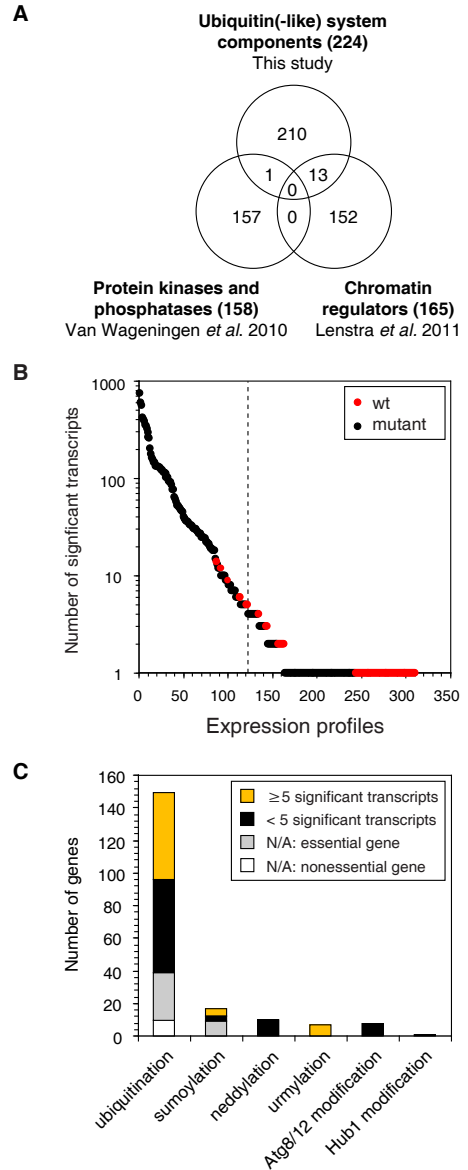 A
Ubiquitin(-like) system
components (224)
This study
210
1
13
0
157
0
152
Protein kinases and
phosphatases (158)
Van Wageningen et al. 2010
Chromatin
regulators (165)
Lenstra et al. 2011
B
Number of signficant transcripts
1000
100
10
1
wt
mutant
0
50
100
150
200
250
300
350
Expression profiles
C
Number of genes
160
140
120
100
80
60
40
20
0
≥5 significant transcripts
< 5 significant transcripts
N/A: essential gene
N/A: nonessential gene
ubiquitination
sumoylation
neddylation
urmylation
Atg8/12 modification
Hub1 modification